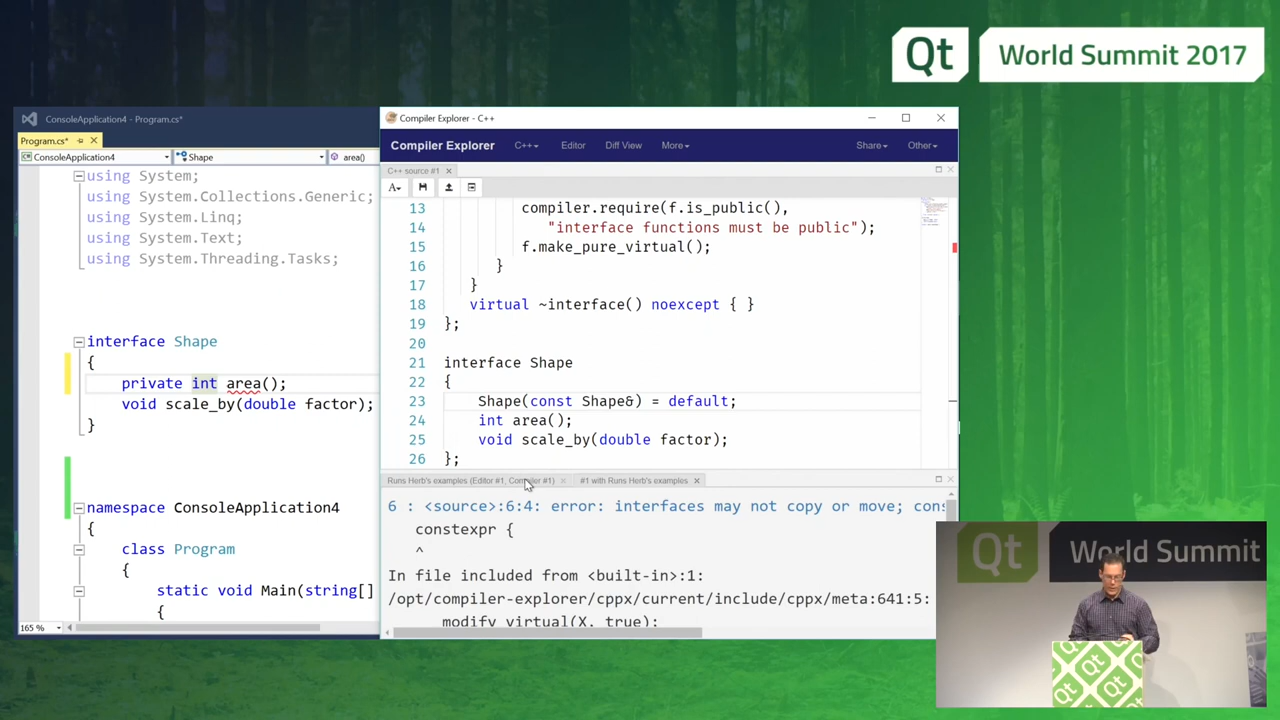 Qt World Summit 2017
ConsoleApplication4 - Program.cs*
Program.cs*
ConsoleApplication4 Shape area()
using System;
using System.Collections.Generic;
using System.Linq;
using System.Text;
using System.Threading.Tasks;
interface Shape
{
private int area();
void scale_by(double factor);
}
namespace ConsoleApplication4
{
class Program
{
static void Main(string[]
{
165 %
Compiler Explorer - C++
Compiler Explorer C++ Editor Diff View More Share Other
C++ source #1
A
13 compiler.require(f.is_public(),
14 "interface functions must be public");
15 f.make_pure_virtual();
16 }
17 }
18 virtual ~interface() noexcept { }
19 };
20
21 interface Shape
22 {
23 Shape(const Shape&) = default;
24 int area();
25 void scale_by(double factor);
26 };
Runs Herb's examples (Editor #1, Compiler #1) #1 with Runs Herb's examples
6 : <source>:6:4: error: interfaces may not copy or move; cons
constexpr {
^
In file included from <built-in>:1:
/opt/compiler-explorer/cppx/current/include/cppx/meta:641:5:
modify_virtual(X, true);
Qt World Summit
Qt Qt
Qt Qt